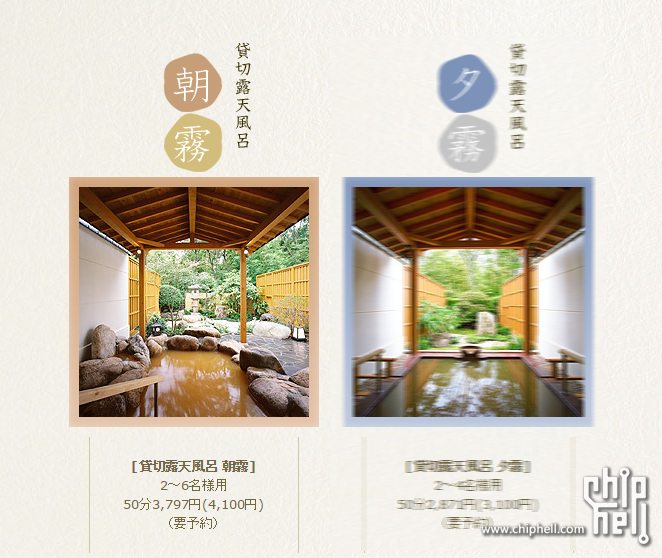 貸切露天風呂
朝霧
[貸切露天風呂 朝霧]
2～6名様用
50分3,797円(4,100円)
(要予約)
貸切露天風呂
夕霧
[貸切露天風呂 夕霧]
2～4名様用
50分2,871円(3,100円)
(要予約)
chip
hell
www.chiphell.com